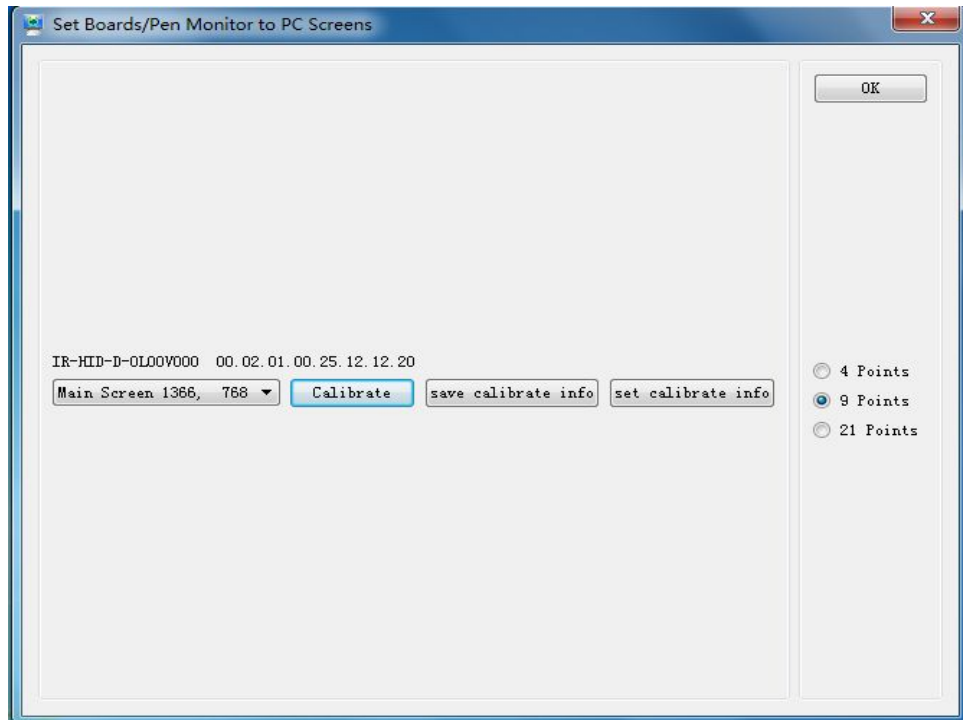 Set Boards/Pen Monitor to PC Screens
OK
IR-HID-D-OL00V000 00.02.01.00.25.12.12.20
Main Screen 1366, 768
Calibrate
save calibrate info
set calibrate info
4 Points
9 Points
21 Points